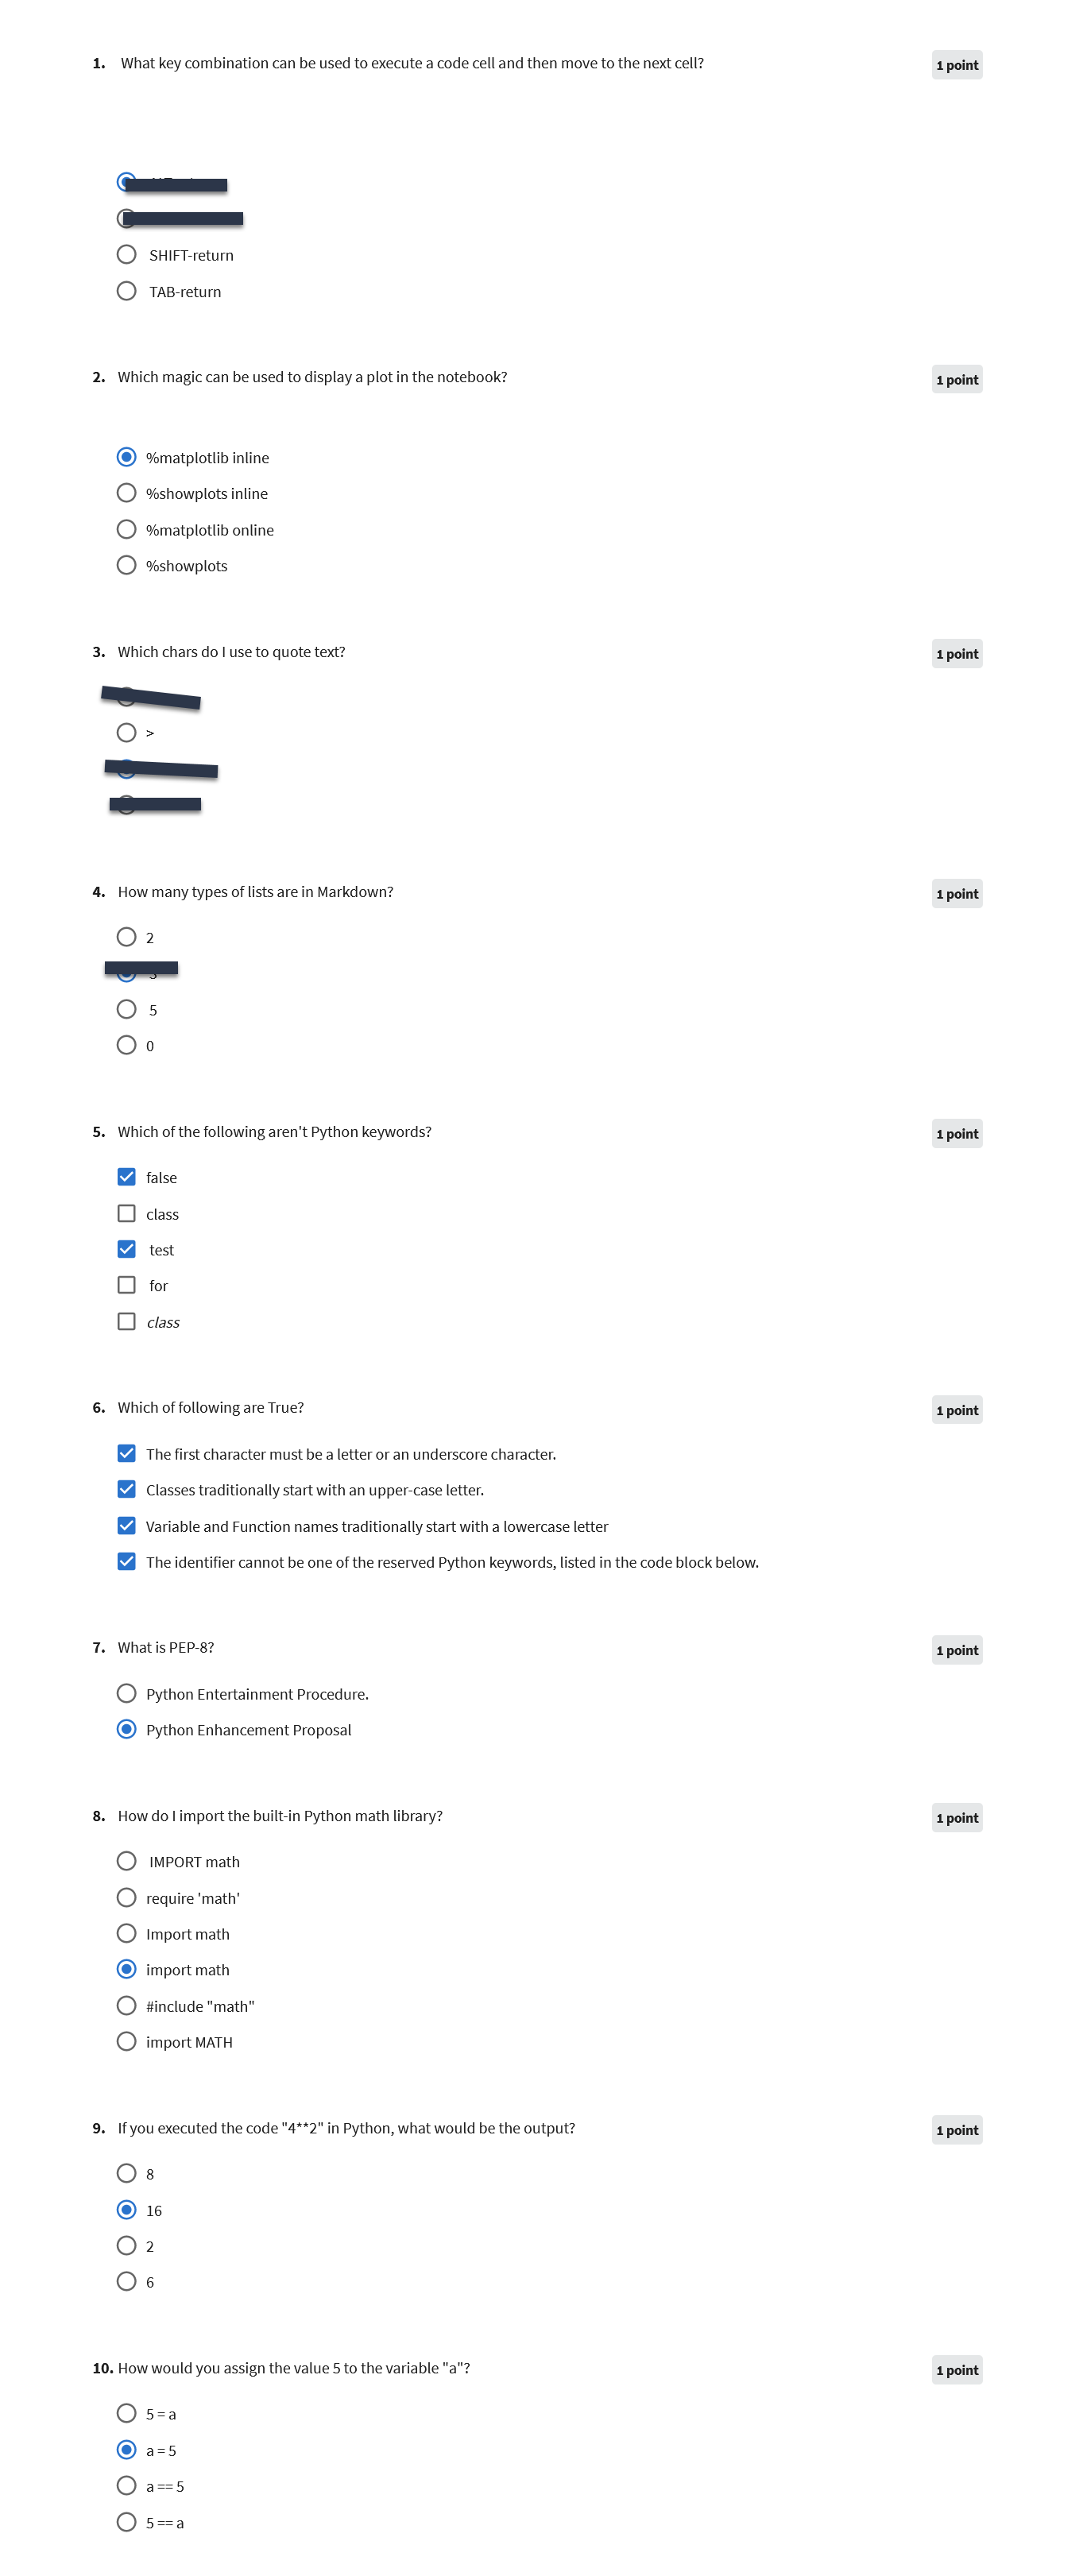 1. What key combination can be used to execute a code cell and then move to the next cell?
1 point
SHIFT-return
TAB-return
2. Which magic can be used to display a plot in the notebook?
1 point
%matplotlib inline
%showplots inline
%matplotlib online
%showplots
3. Which chars do I use to quote text?
1 point
>
4. How many types of lists are in Markdown?
1 point
2
5
0
5. Which of the following aren't Python keywords?
1 point
false
class
test
for
class
6. Which of following are True?
1 point
The first character must be a letter or an underscore character.
Classes traditionally start with an upper-case letter.
Variable and Function names traditionally start with a lowercase letter
The identifier cannot be one of the reserved Python keywords, listed in the code block below.
7. What is PEP-8?
1 point
Python Entertainment Procedure.
Python Enhancement Proposal
8. How do I import the built-in Python math library?
1 point
IMPORT math
require 'math'
Import math
import math
#include "math"
import MATH
9. If you executed the code "4**2" in Python, what would be the output?
1 point
8
16
2
6
10. How would you assign the value 5 to the variable "a"?
1 point
5 = a
a = 5
a == 5
5 == a